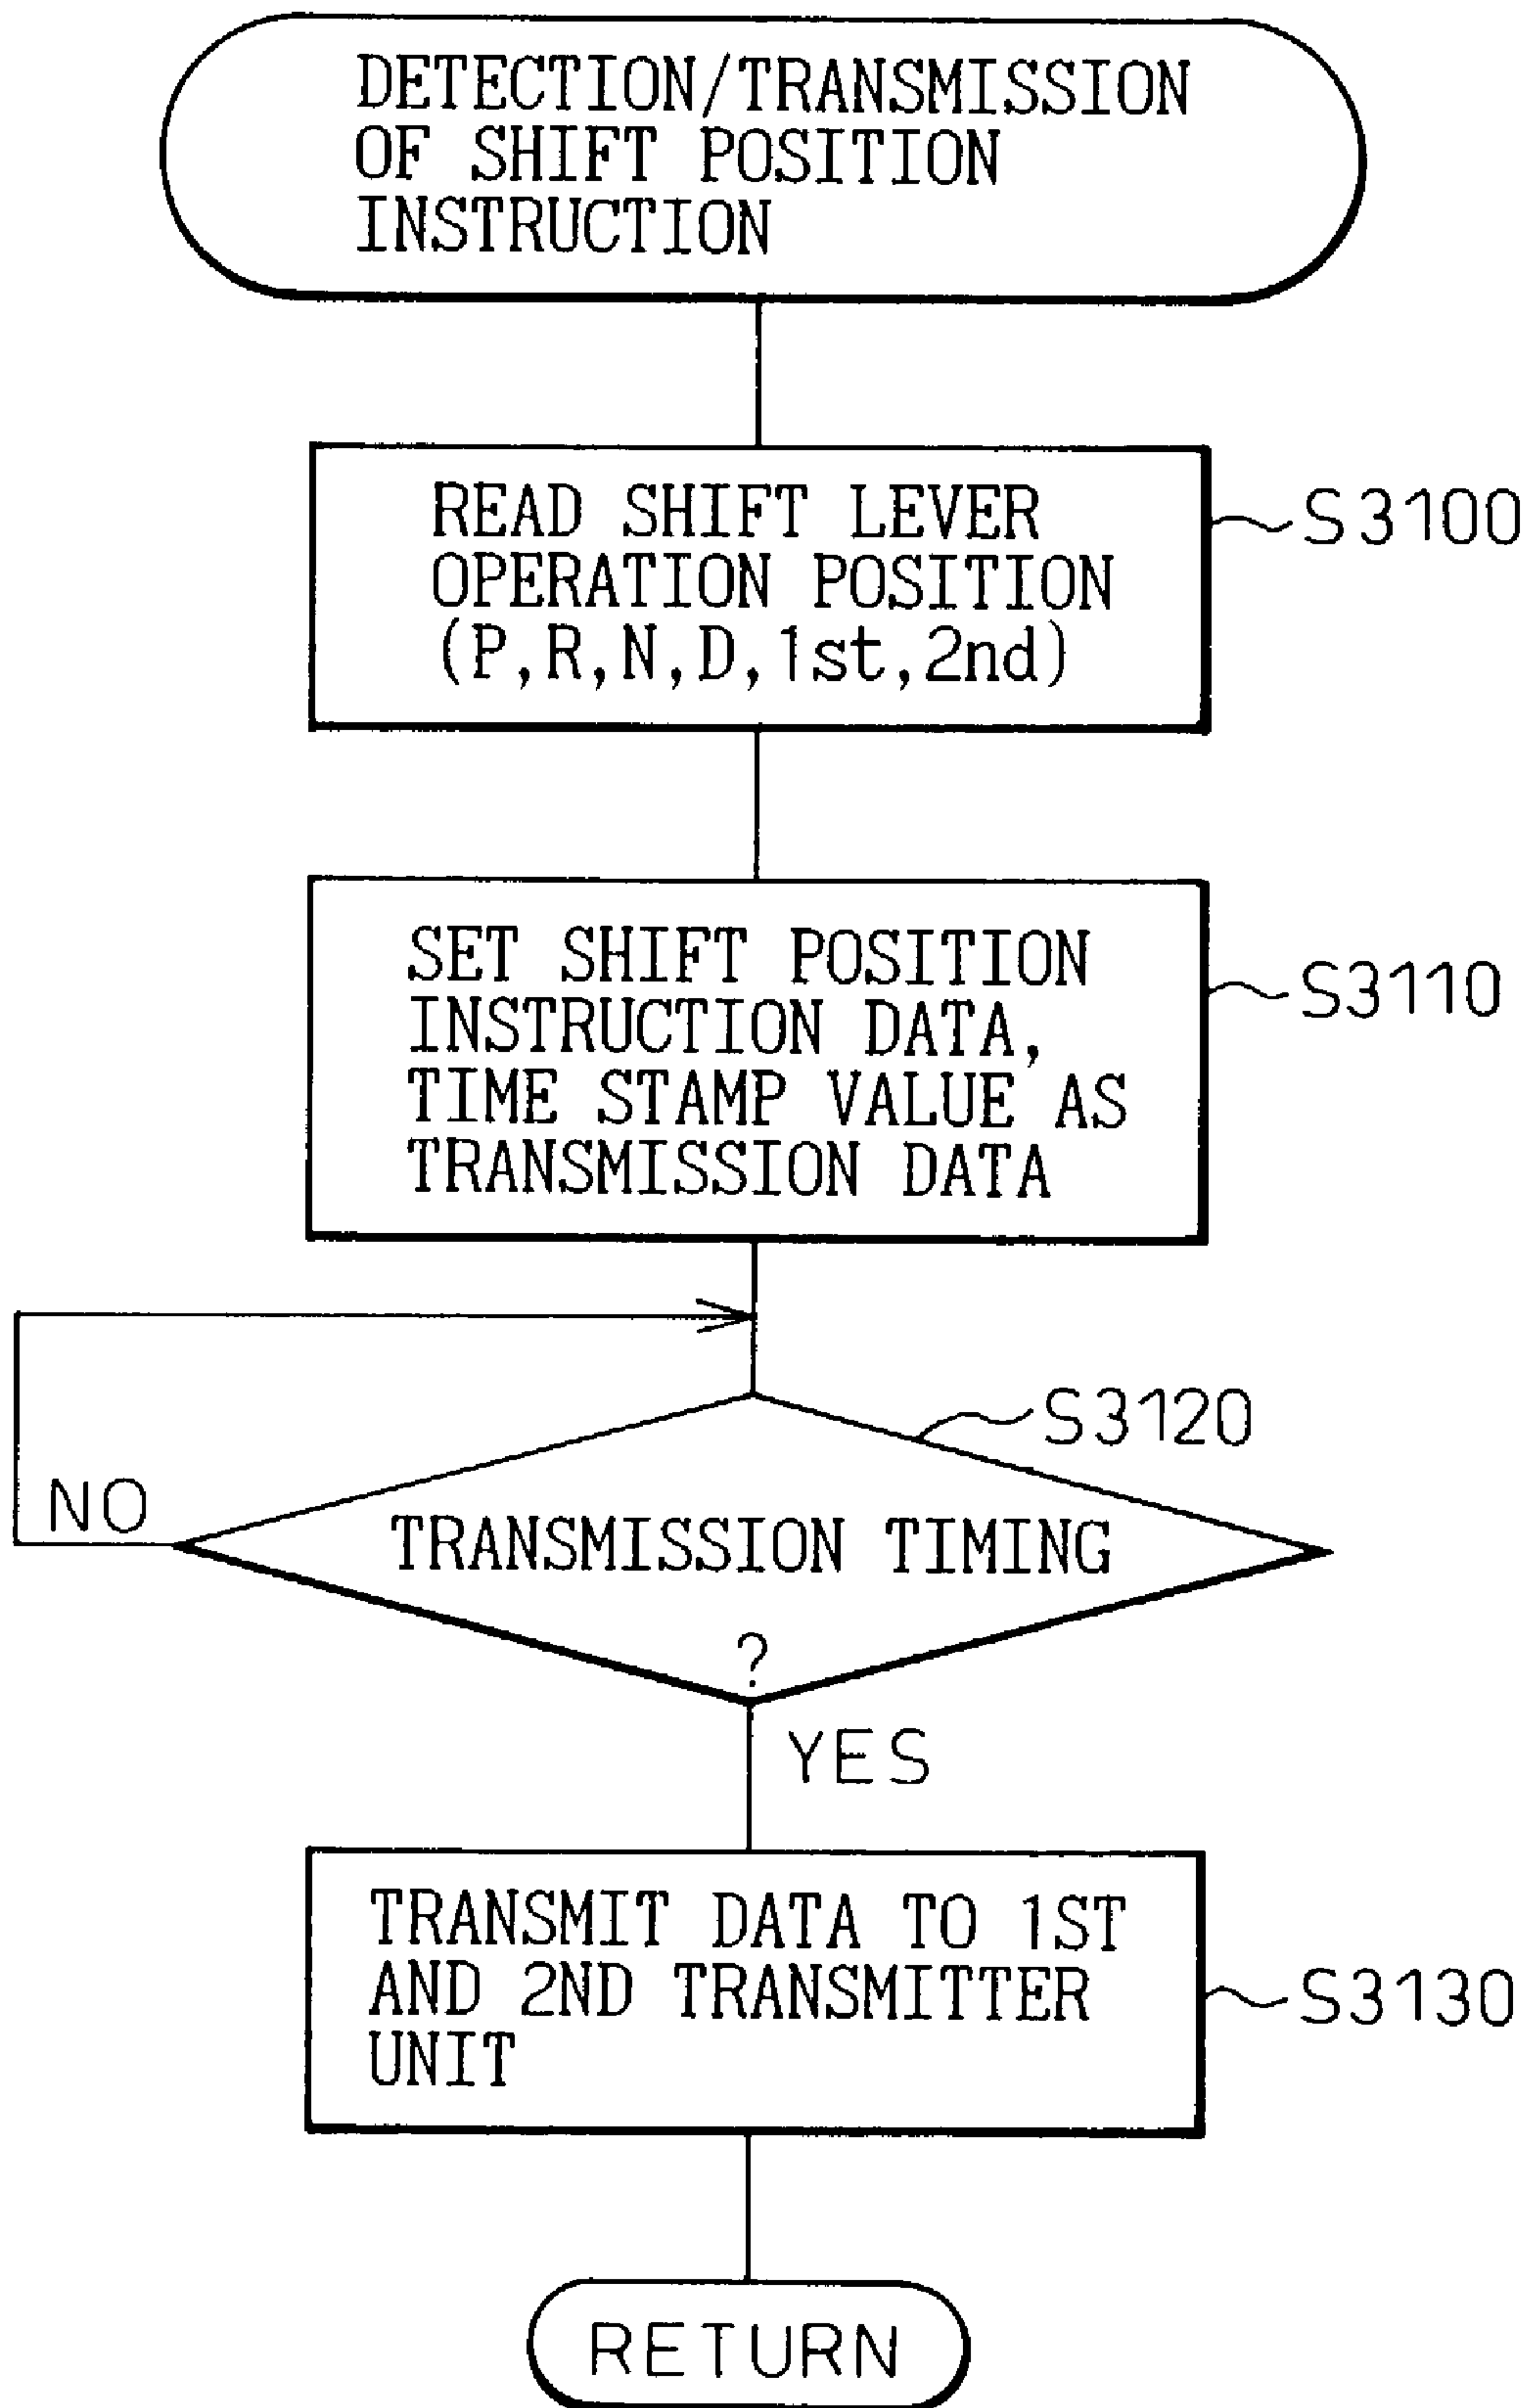 DETECTION/TRANSMISSION
OF SHIFT POSITION
INSTRUCTION
READ SHIFT LEVER
OPERATION POSITION
(P,R,N,D,1st,2nd)
S3100
SET SHIFT POSITION
INSTRUCTION DATA,
TIME STAMP VALUE AS
TRANSMISSION DATA
S3110
S3120
NO
TRANSMISSION TIMING
?
YES
TRANSMIT DATA TO 1ST
AND 2ND TRANSMITTER
UNIT
S3130
RETURN